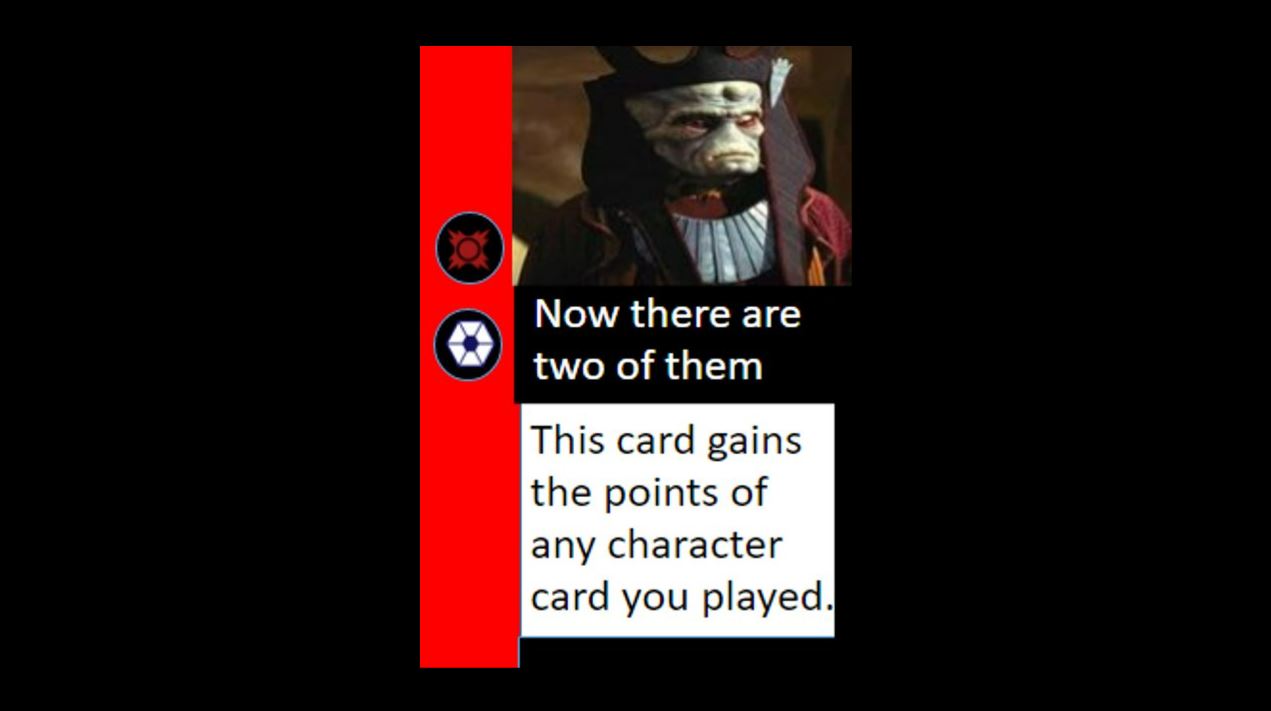 Now there are
two of them
This card gains
the points of
any character
card you played.